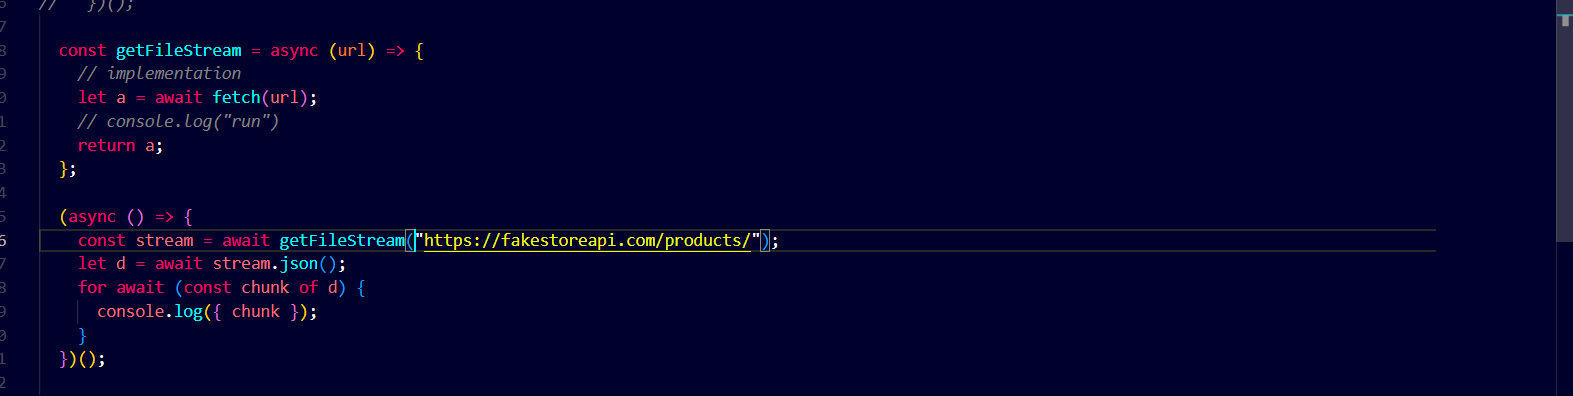 //   })();
const getFileStream = async (url) => {
// implementation
let a = await fetch(url);
// console.log("run")
return a;
};
(async () => {
const stream = await getFileStream("https://fakestoreapi.com/products/");
let d = await stream.json();
for await (const chunk of d) {
console.log({ chunk });
}
})();